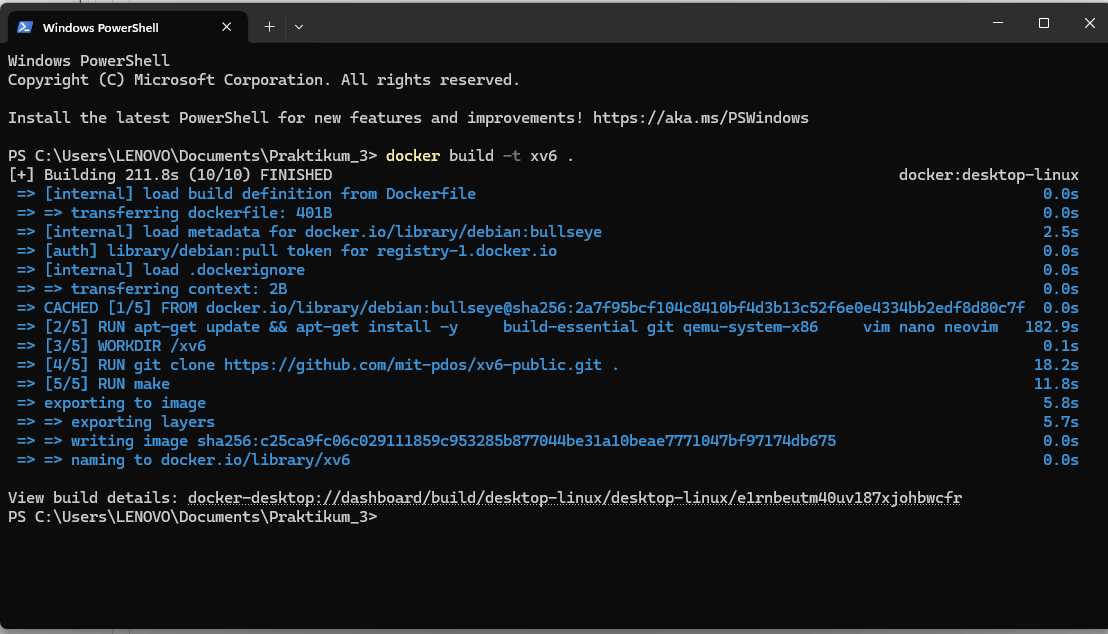 Windows PowerShell
Windows PowerShell
Copyright (C) Microsoft Corporation. All rights reserved.
Install the latest PowerShell for new features and improvements! https://aka.ms/PSWindows
PS C:\Users\LENOVO\Documents\Praktikum_3> docker build -t xv6 .
[+] Building 211.8s (10/10) FINISHED docker:desktop-linux
=> [internal] load build definition from Dockerfile 0.0s
=> => transferring dockerfile: 401B 0.0s
=> [internal] load metadata for docker.io/library/debian:bullseye 2.5s
=> [auth] library/debian:pull token for registry-1.docker.io 0.0s
=> [internal] load .dockerignore 0.0s
=> => transferring context: 2B 0.0s
=> CACHED [1/5] FROM docker.io/library/debian:bullseye@sha256:2a7f95bcf104c8410bf4d3b13c52f6e0e4334bb2edf8d80c7f 0.0s
=> [2/5] RUN apt-get update && apt-get install -y     build-essential git qemu-system-x86     vim nano neovim 182.9s
=> [3/5] WORKDIR /xv6 0.1s
=> [4/5] RUN git clone https://github.com/mit-pdos/xv6-public.git . 18.2s
=> [5/5] RUN make 11.8s
=> exporting to image 5.8s
=> => exporting layers 5.7s
=> => writing image sha256:c25ca9fc06c029111859c953285b877044be31a10beae7771047bf97174db675 0.0s
=> => naming to docker.io/library/xv6 0.0s
View build details: docker-desktop://dashboard/build/desktop-linux/desktop-linux/e1rnbeutm40uv187xjohbwcfr
PS C:\Users\LENOVO\Documents\Praktikum_3>